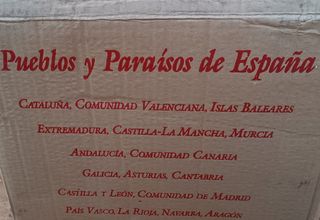 Pueblos y Paraísos de España
CATALUÑA, COMUNIDAD VALENCIANA, ISLAS BALEARES
EXTREMADURA, CASTILLA-LA MANCHA, MURCIA
ANDALUCÍA, COMUNIDAD CANARIA
GALICIA, ASTURIAS, CANTABRIA
CASTILLA Y LEÓN, COMUNIDAD DE MADRID
PAÍS VASCO, LA RIOJA, NAVARRA, ARAGÓN